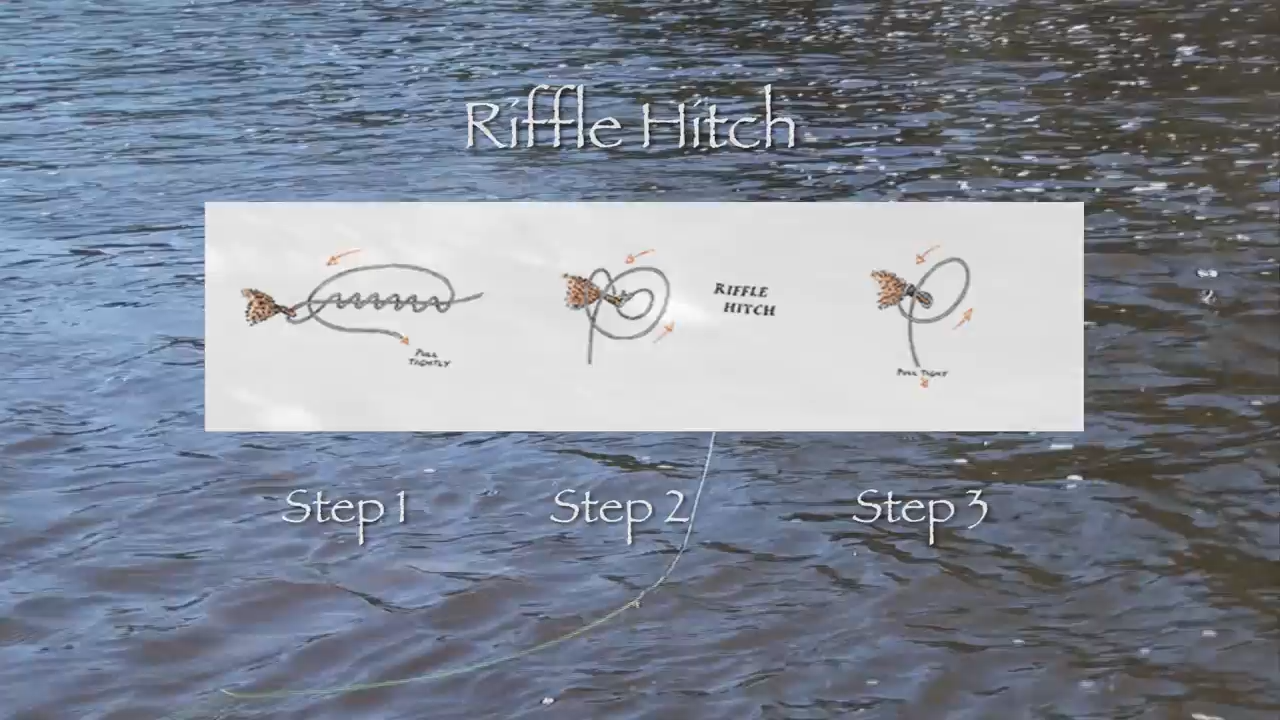 Riffle Hitch
PULL
TIGHTLY
RIFFLE
HITCH
PULL TIGHT
Step 1
Step 2
Step 3